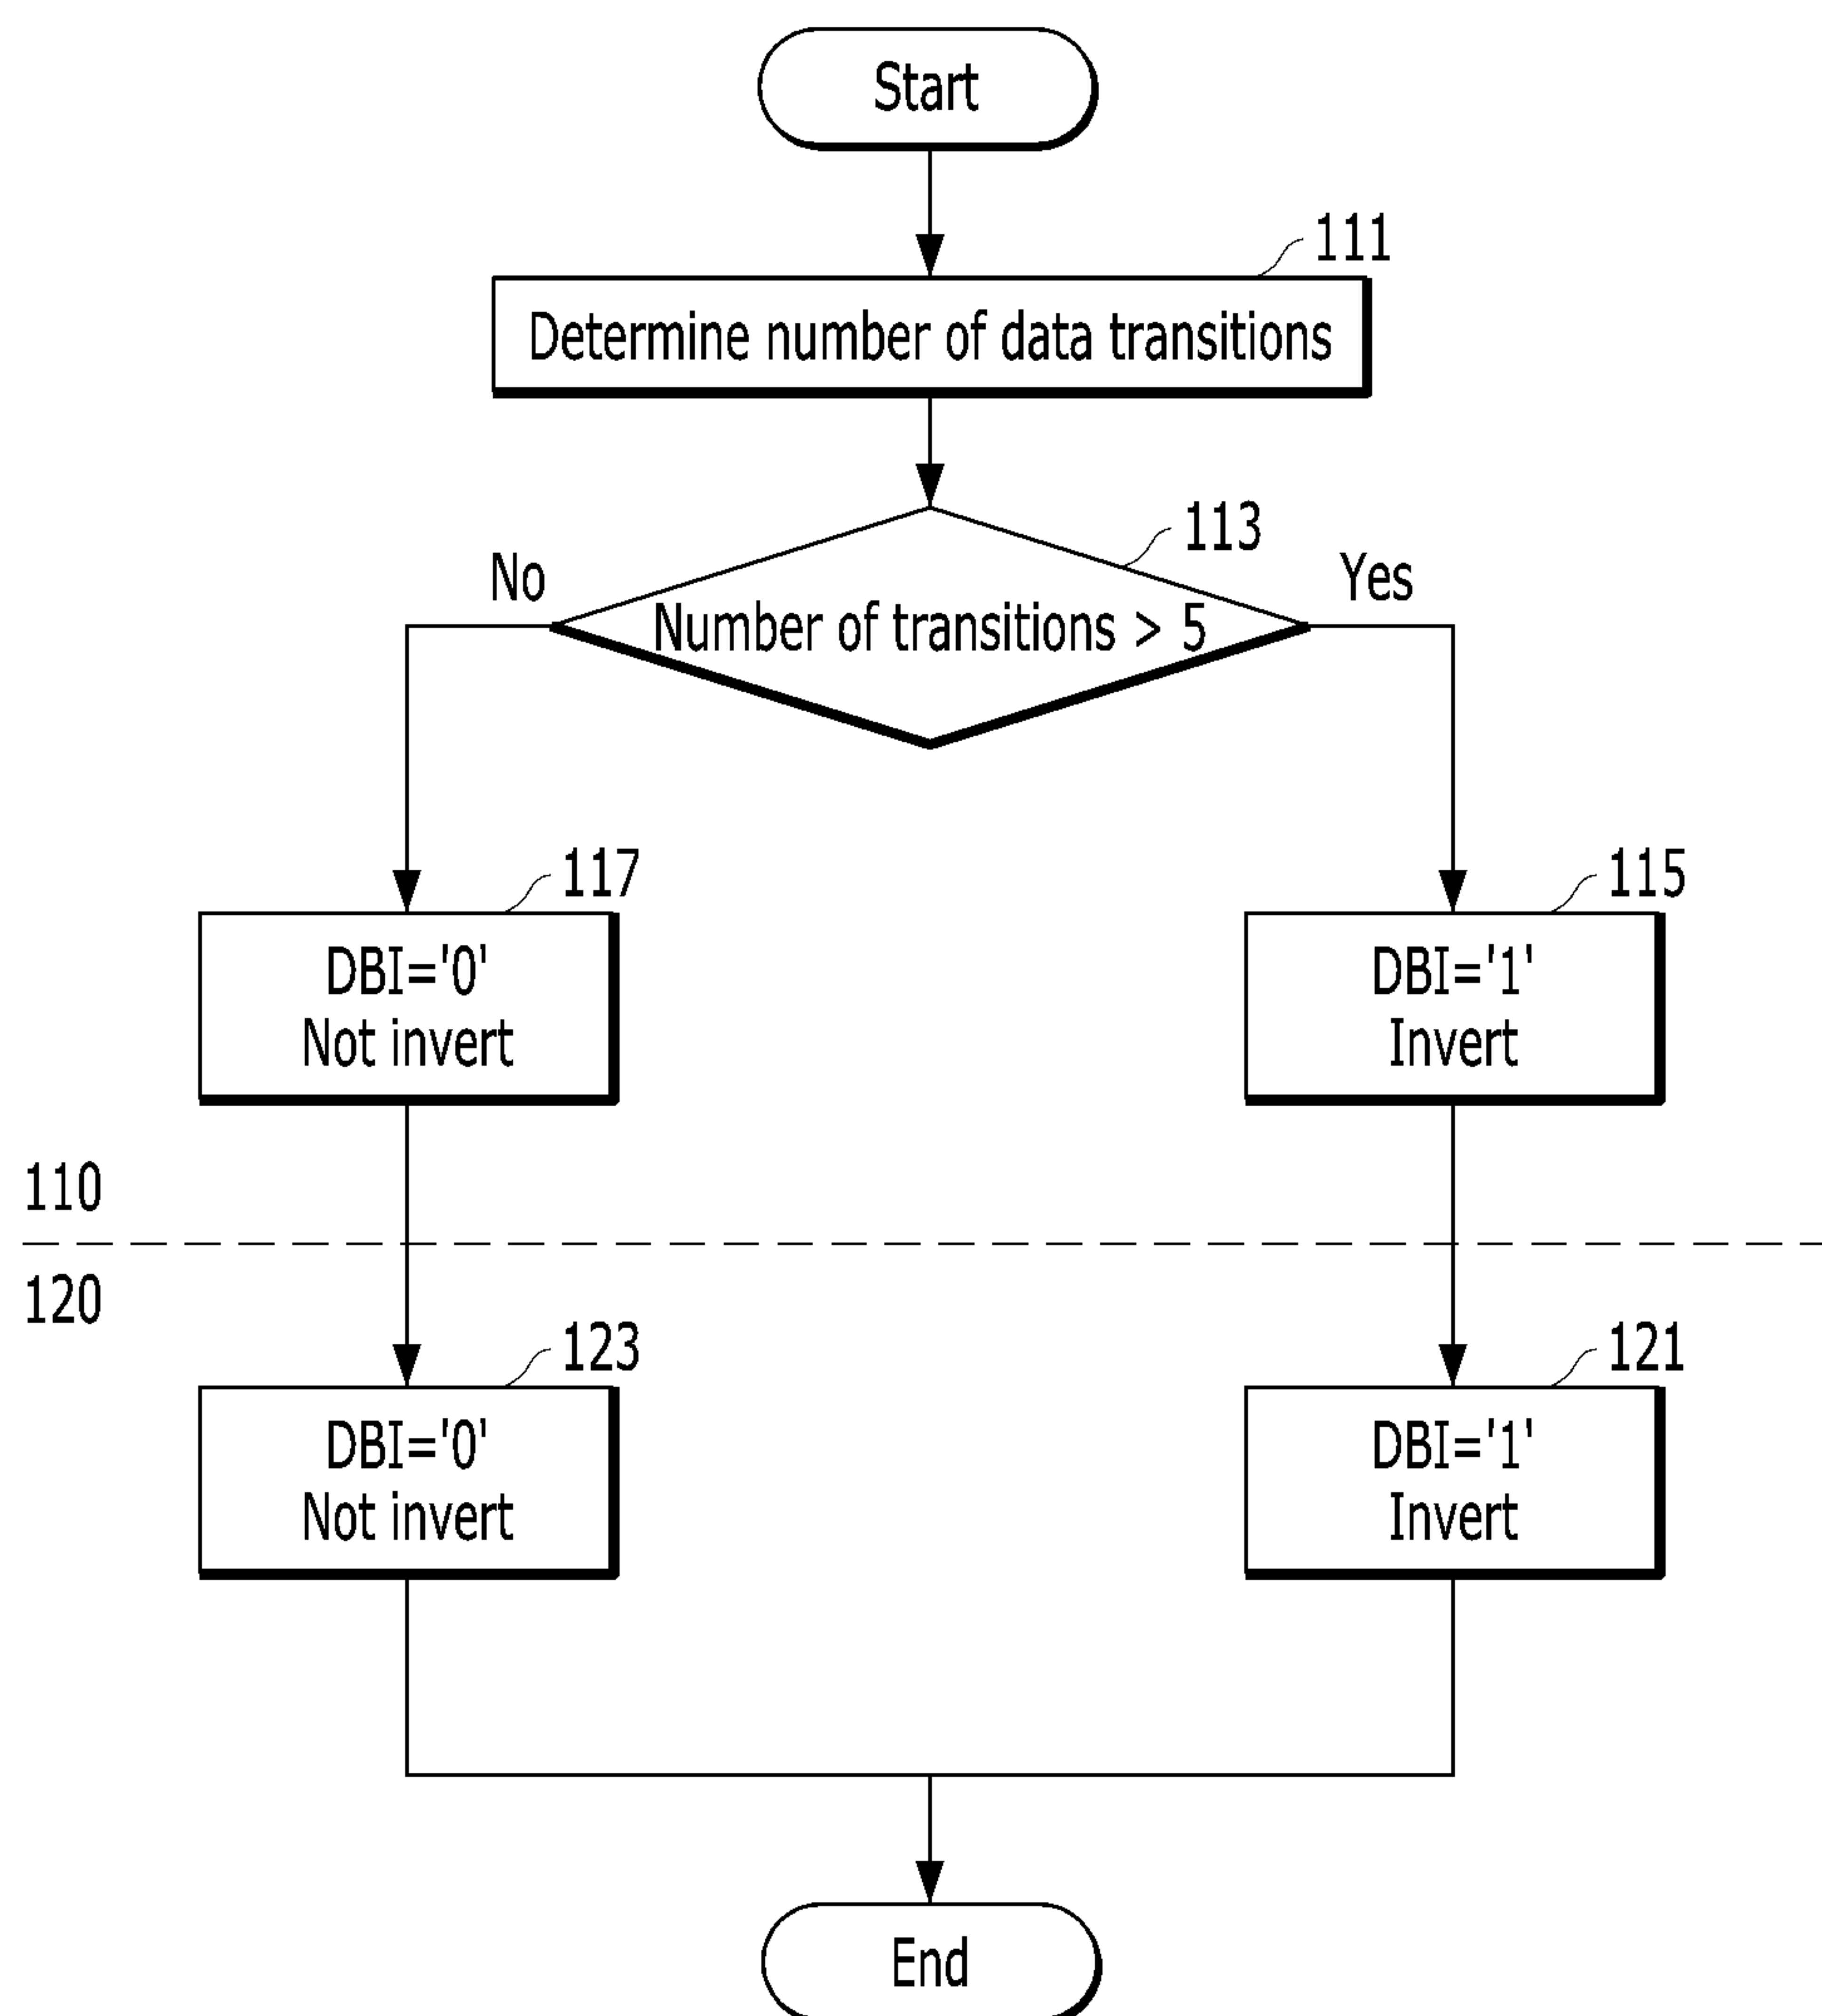 Start
111
Determine number of data transitions
113
No
Yes
Number of transitions > 5
117
115
DBI='0'
Not invert
DBI='1'
Invert
110
120
123
121
DBI='0'
Not invert
DBI='1'
Invert
End